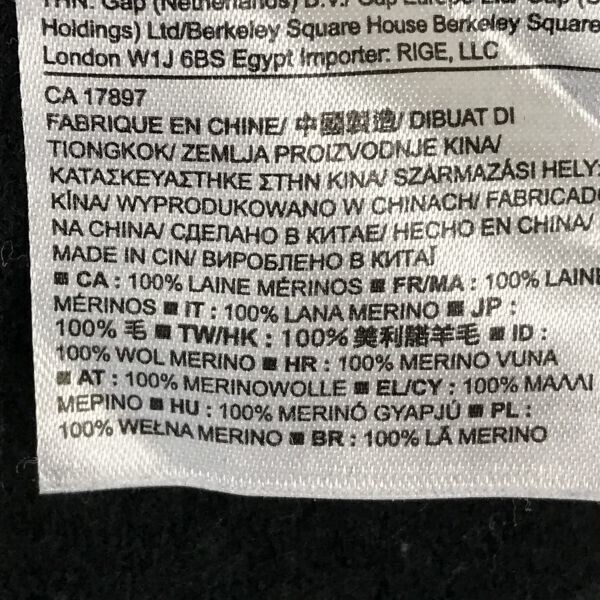 Holdings) Ltd/Berkeley Square House Berkeley Square
London W1J 6BS Egypt Importer: RIGE, LLC
CA 17897
FABRIQUE EN CHINE/ 中國製造/ DIBUAT DI
TIONGKOK/ ZEMLJA PROIZVODNJE KINA/
ΚΑΤΑΣΚΕΥΑΣΤΗΚΕ ΣΤΗΝ ΚΙΝΑ/ SZÁRMAZÁSI HELY:
KÍNA/ WYPRODUKOWANO W CHINACH/ FABRICADO
NA CHINA/ СДЕЛАНО В КИТАЕ/ HECHO EN CHINA/
MADE IN CIN/ ВИРОБЛЕНО В КИТАЇ
■ CA : 100% LAINE MÉRINOS ■ FR/MA : 100% LAINE
MÉRINOS ■ IT : 100% LANA MERINO ■ JP :
100% 毛 ■ TW/HK : 100% 美利諾羊毛 ■ ID :
100% WOL MERINO ■ HR : 100% MERINO VUNA
■ AT : 100% MERINOWOLLE ■ EL/CY : 100% ΜΑΛΛΙ
ΜΕΡΙΝΟ ■ HU : 100% MERINÓ GYAPJÚ ■ PL :
100% WEŁNA MERINO ■ BR : 100% LÃ MERINO